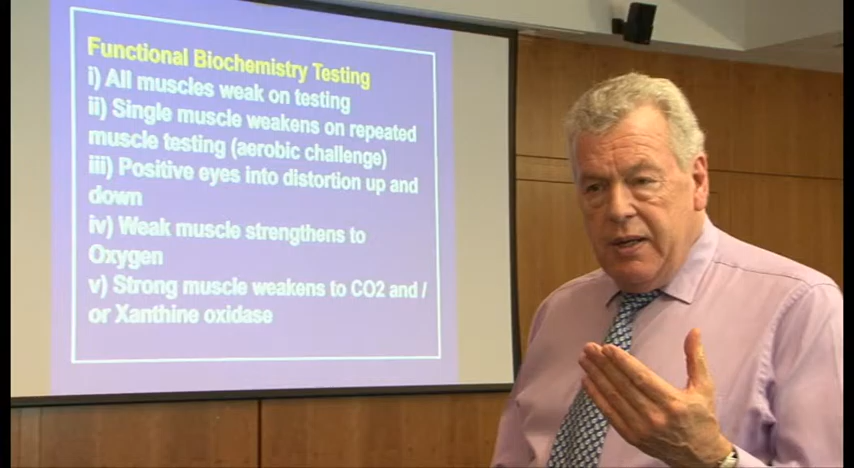 Functional Biochemistry Testing
i) All muscles weak on testing
ii) Single muscle weakens on repeated
muscle testing (aerobic challenge)
iii) Positive eyes into distortion up and
down
iv) Weak muscle strengthens to
Oxygen
v) Strong muscle weakens to CO2 and /
or Xanthine oxidase